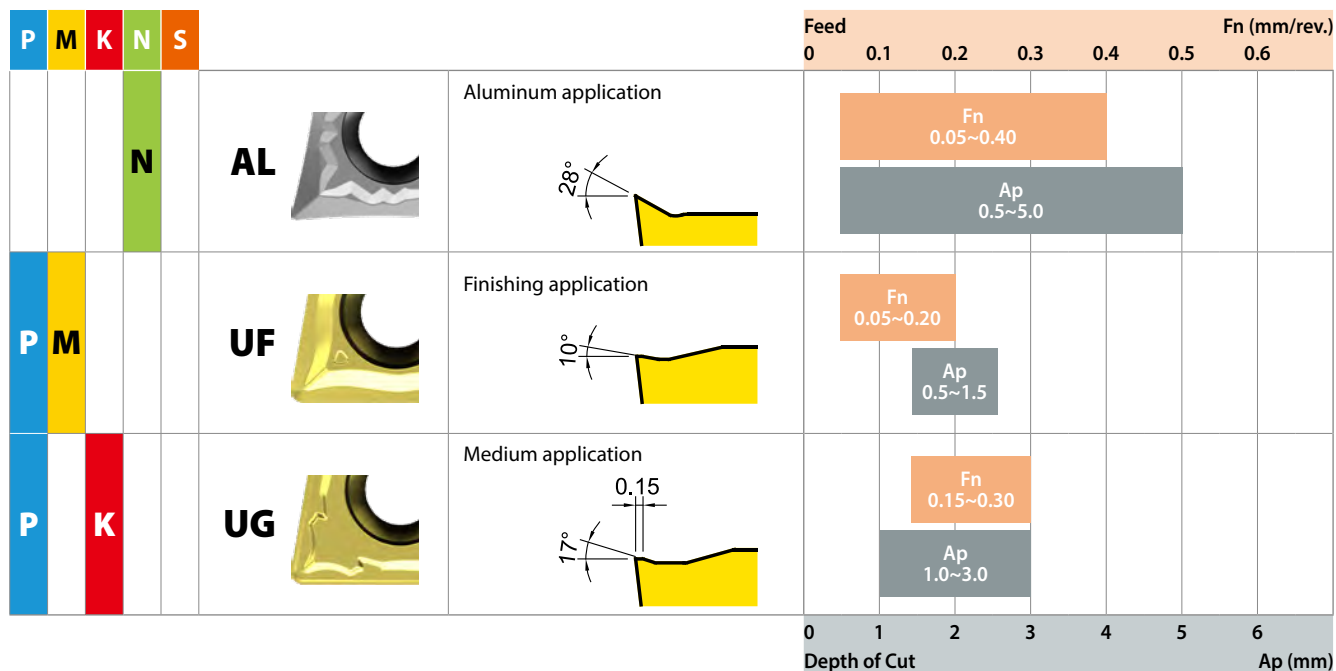 P M K N S
Feed Fn (mm/rev.)
0 0.1 0.2 0.3 0.4 0.5 0.6
N
AL
Aluminum application
28°
Fn
0.05~0.40
Ap
0.5~5.0
P M
UF
Finishing application
10°
Fn
0.05~0.20
Ap
0.5~1.5
P K
UG
Medium application
0.15
17°
Fn
0.15~0.30
Ap
1.0~3.0
0 1 2 3 4 5 6
Depth of Cut Ap (mm)